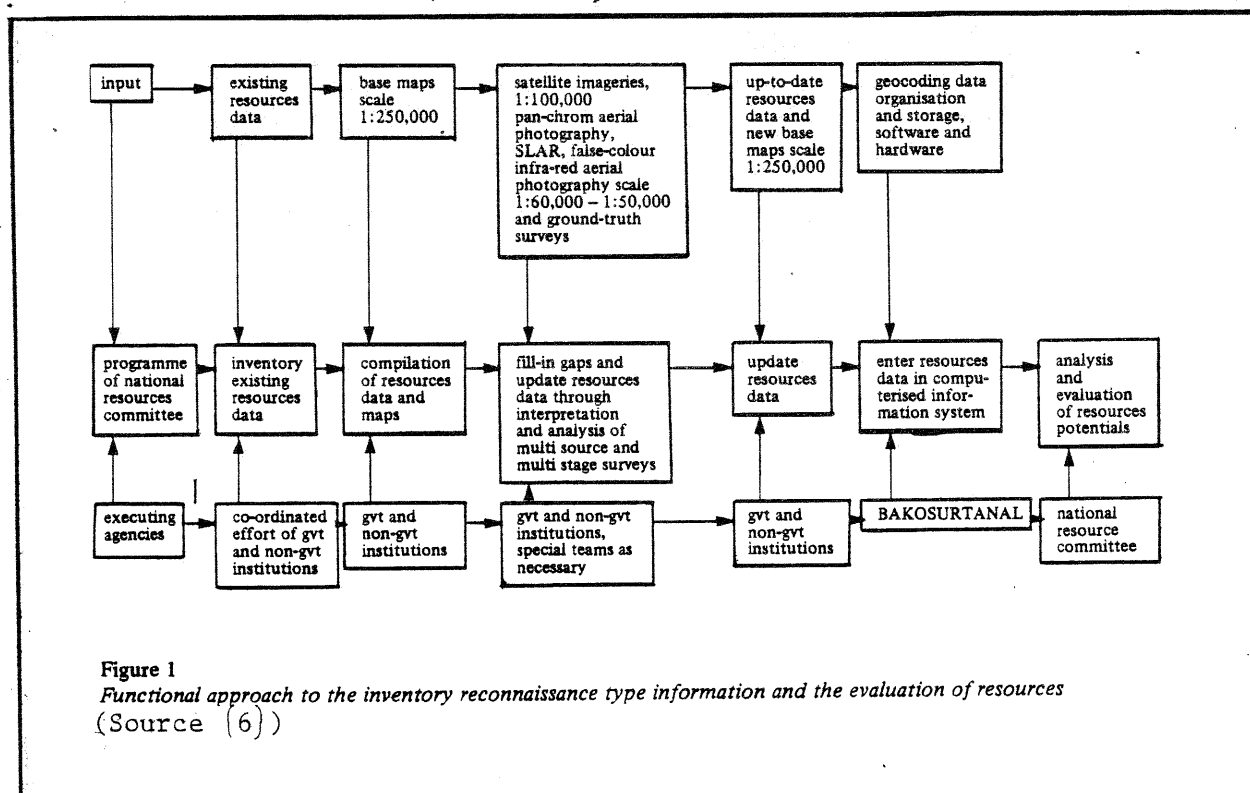 input
existing
resources
data
base maps
scale
1:250,000
satellite imageries,
1:100,000
pan-chrom aerial
photography,
SLAR, false-colour
infra-red aerial
photography scale
1:60,000 – 1:50,000
and ground-truth
surveys
up-to-date
resources
data and
new base
maps scale
1:250,000
geocoding data
organisation
and storage,
software and
hardware
programme
of national
resources
committee
inventory
existing
resources
data
compilation
of resources
data and
maps
fill-in gaps and
update resources
data through
interpretation
and analysis of
multi source and
multi stage surveys
update
resources
data
enter resources
data in compu-
terised infor-
mation system
analysis
and
evaluation
of resources
potentials
executing
agencies
co-ordinated
effort of gvt
and non-gvt
institutions
gvt and
non-gvt
institutions
gvt and non-gvt
institutions,
special teams as
necessary
gvt and
non-gvt
institutions
BAKOSURTANAL
national
resource
committee
Figure 1
Functional approach to the inventory reconnaissance type information and the evaluation of resources
(Source (6))